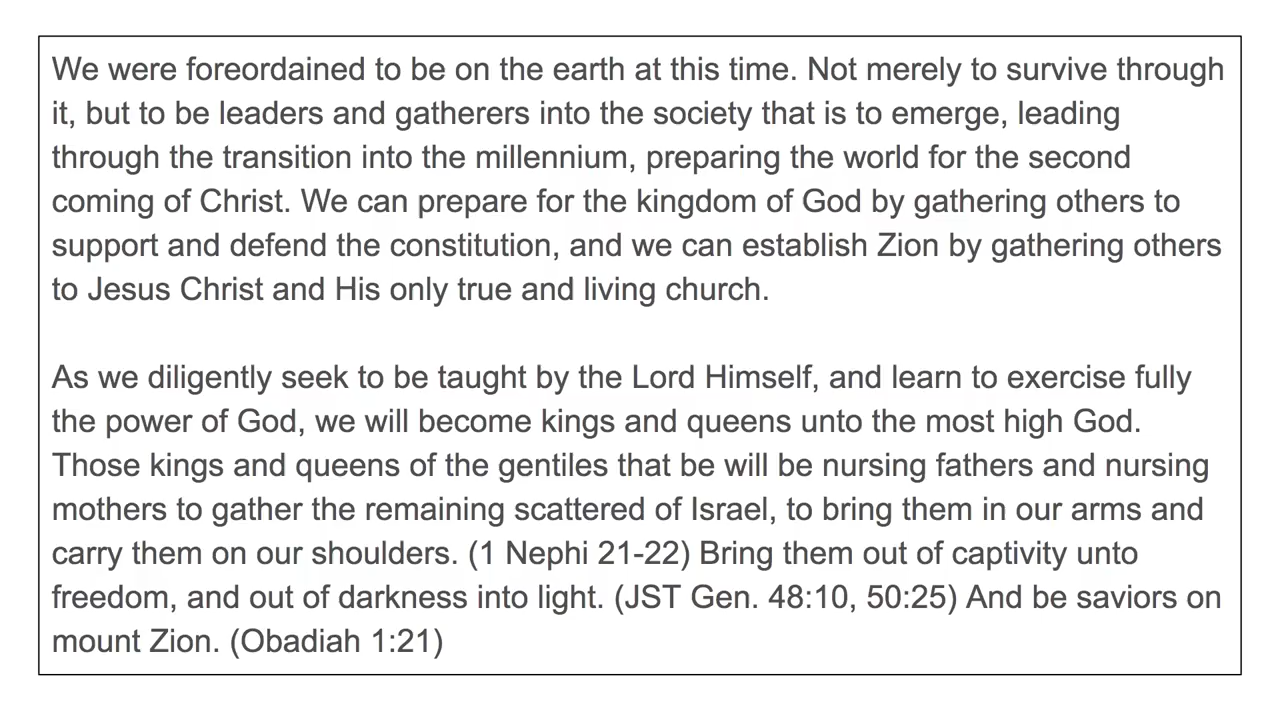 We were foreordained to be on the earth at this time. Not merely to survive through
it, but to be leaders and gatherers into the society that is to emerge, leading
through the transition into the millennium, preparing the world for the second
coming of Christ. We can prepare for the kingdom of God by gathering others to
support and defend the constitution, and we can establish Zion by gathering others
to Jesus Christ and His only true and living church.
As we diligently seek to be taught by the Lord Himself, and learn to exercise fully
the power of God, we will become kings and queens unto the most high God.
Those kings and queens of the gentiles that be will be nursing fathers and nursing
mothers to gather the remaining scattered of Israel, to bring them in our arms and
carry them on our shoulders. (1 Nephi 21-22) Bring them out of captivity unto
freedom, and out of darkness into light. (JST Gen. 48:10, 50:25) And be saviors on
mount Zion. (Obadiah 1:21)